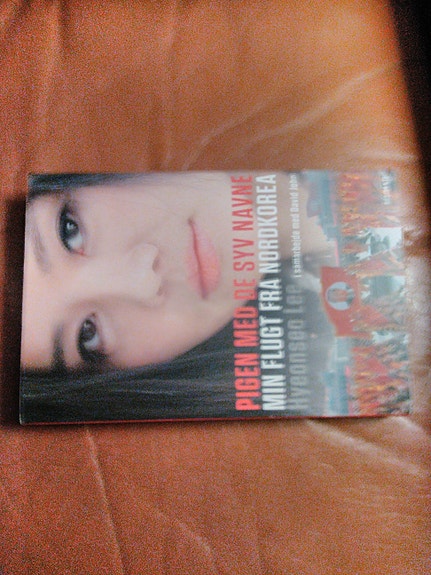 PIGEN MED DE SYV NAVNE
MIN FLUGT FRA NORDKOREA
Hyeonseo Lee
i samarbejde med David John